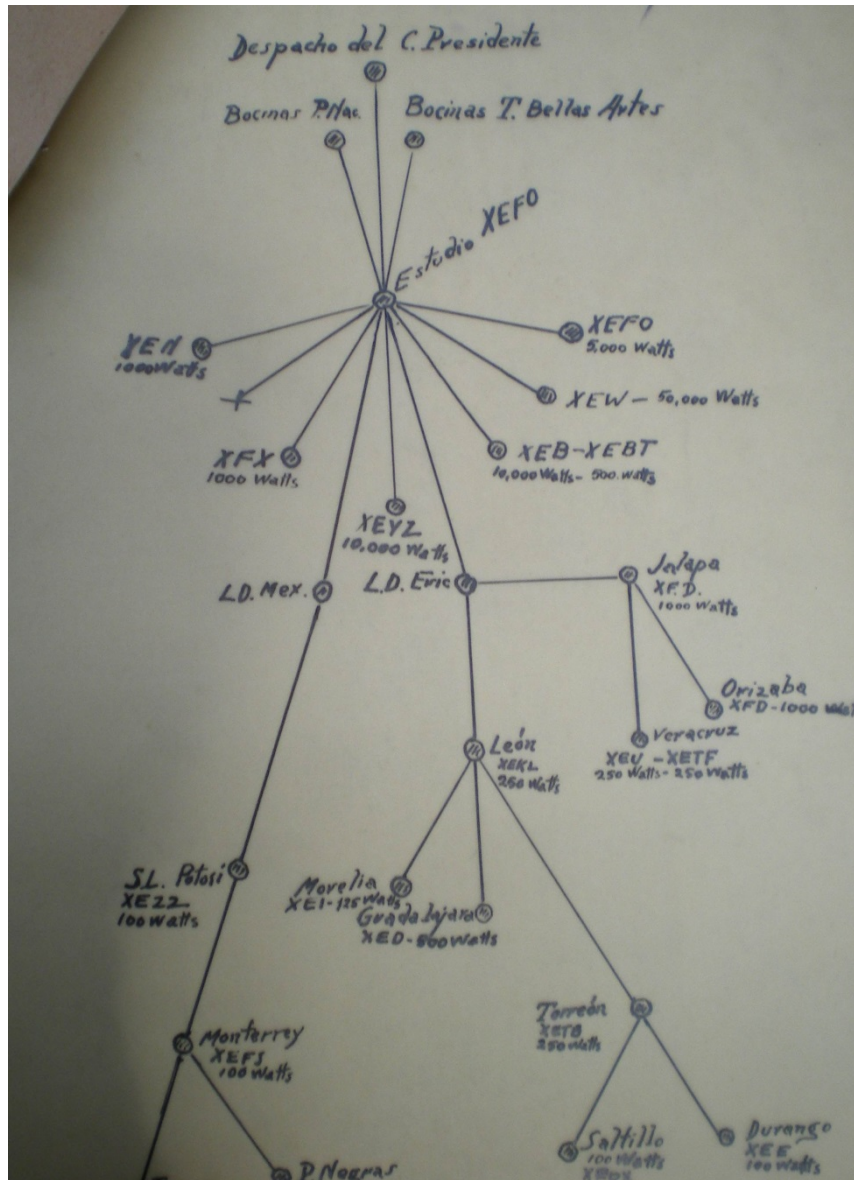 Despacho del C. Presidente
Bocinas P. Nac.
Bocinas T. Bellas Artes
Estudio XEFO
XEN
1000 Watts
XEFO
5,000 Watts
XEW - 50,000 Watts
XFX
1000 Watts
XEB-XEBT
10,000 Watts - 500 watts
XEYZ
10,000 Watts
L.D. Mex.
L.D. Eric
Jalapa
XF.D.
1000 Watts
Orizaba
XFD-1000
Veracruz
XEU - XETF
250 Watts - 250 Watts
León
XEKL
250 Watts
S.L. Potosí
XEZZ
100 Watts
Morelia
XEI-125 Watts
Guadalajara
XED-500 Watts
Monterrey
XEFS
100 Watts
Torreón
XETB
250 Watts
Saltillo
100 Watts
Durango
XEE
100 Watts
P. Negras